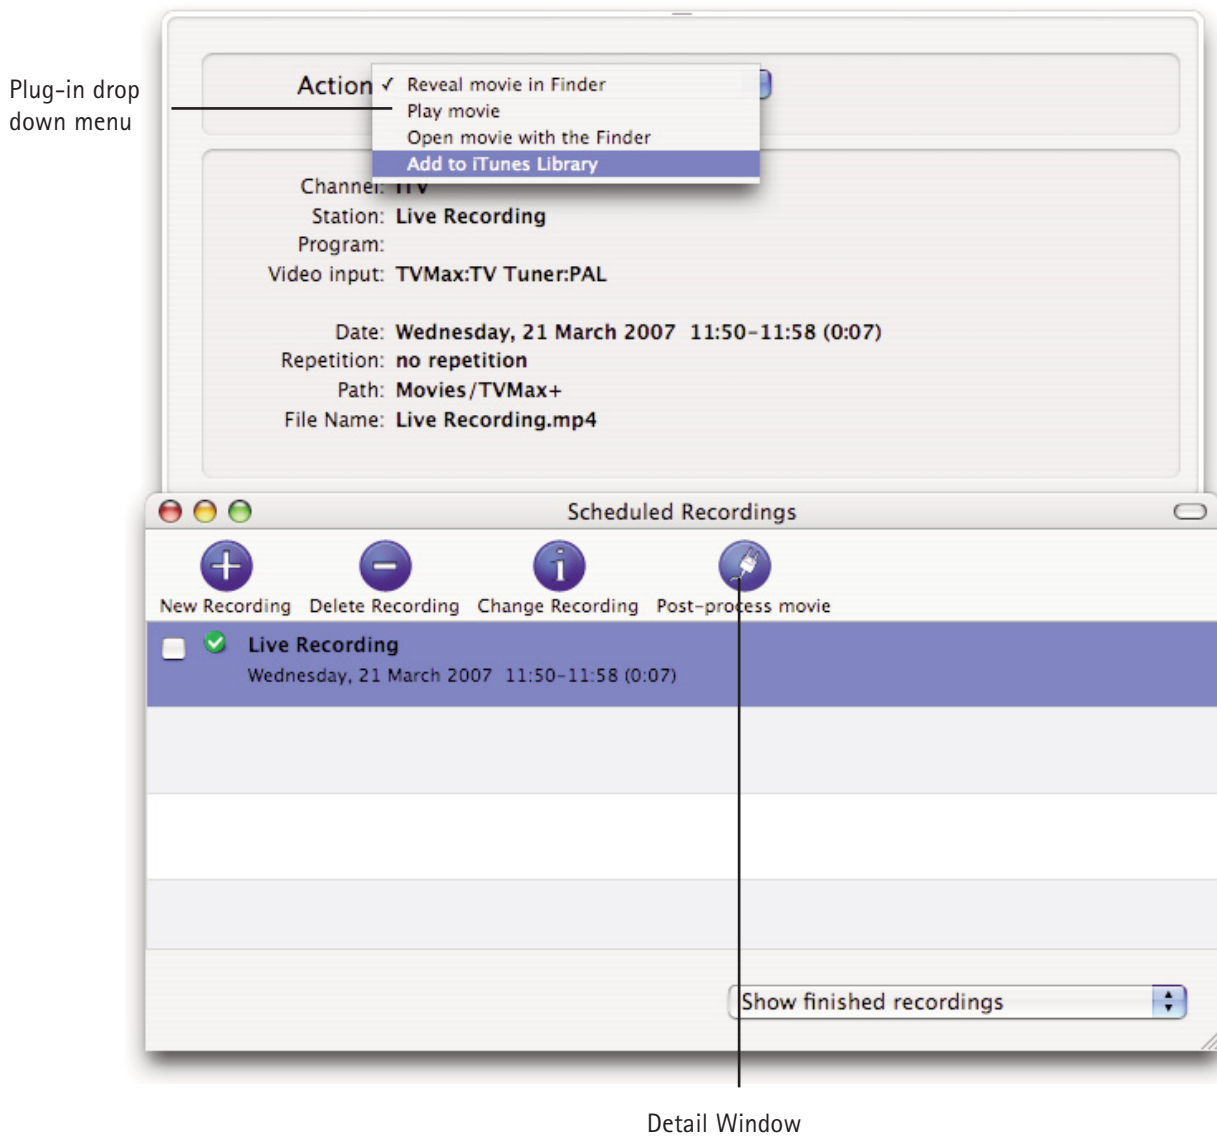 Plug-in drop
down menu
Action
✓ Reveal movie in Finder
Play movie
Open movie with the Finder
Add to iTunes Library
Channel: ITV
Station: Live Recording
Program:
Video input: TVMax:TV Tuner:PAL
Date: Wednesday, 21 March 2007 11:50-11:58 (0:07)
Repetition: no repetition
Path: Movies/TVMax+
File Name: Live Recording.mp4
Scheduled Recordings
New Recording Delete Recording Change Recording Post-process movie
Live Recording
Wednesday, 21 March 2007 11:50-11:58 (0:07)
Show finished recordings
Detail Window